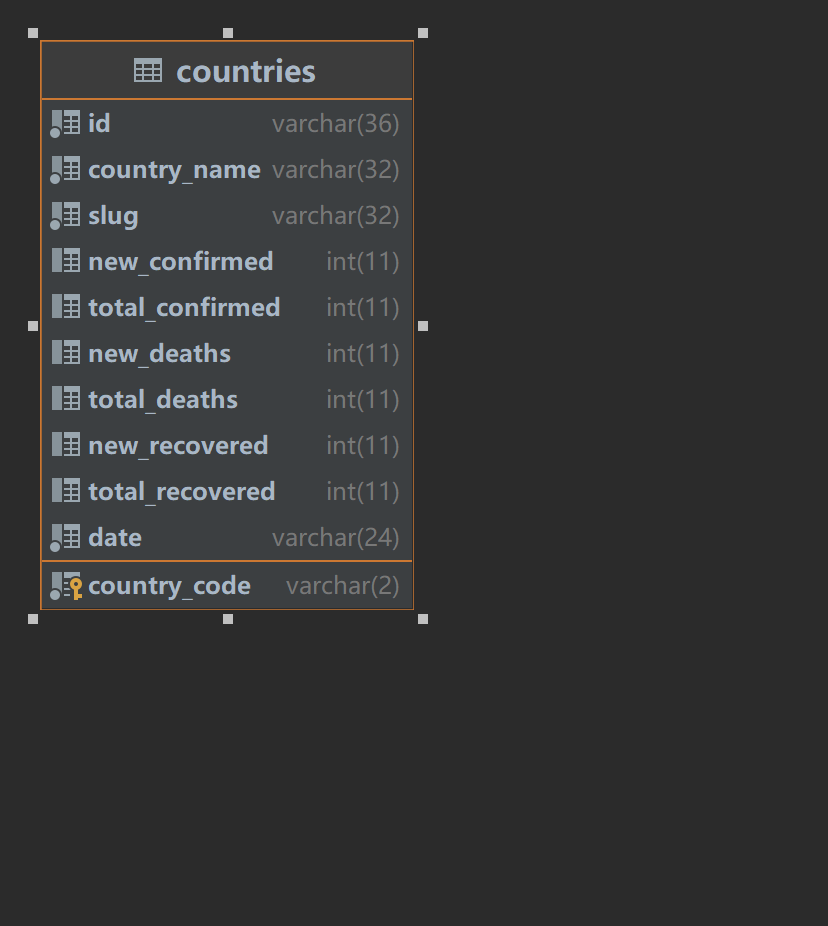 countries
id varchar(36)
country_name varchar(32)
slug varchar(32)
new_confirmed int(11)
total_confirmed int(11)
new_deaths int(11)
total_deaths int(11)
new_recovered int(11)
total_recovered int(11)
date varchar(24)
country_code varchar(2)